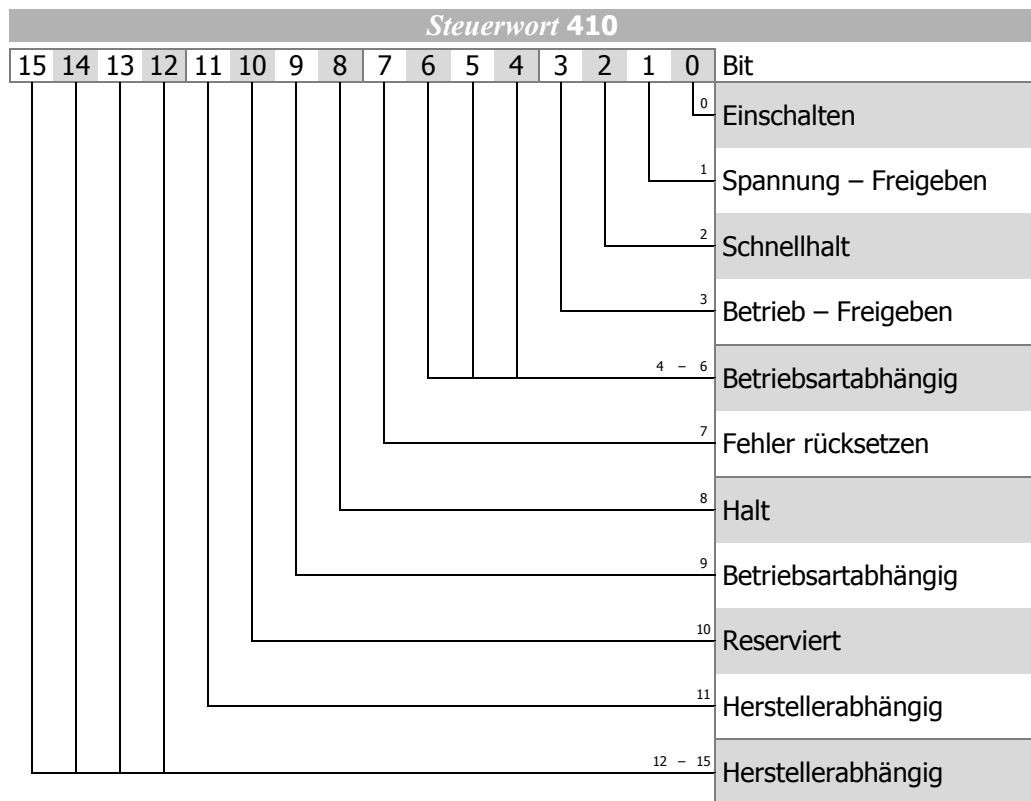 Steuerwort 410
15 14 13 12 11 10 9 8 7 6 5 4 3 2 1 0 Bit
0 Einschalten
1 Spannung – Freigeben
2 Schnellhalt
3 Betrieb – Freigeben
4 – 6 Betriebsartabhängig
7 Fehler rücksetzen
8 Halt
9 Betriebsartabhängig
10 Reserviert
11 Herstellerabhängig
12 – 15 Herstellerabhängig